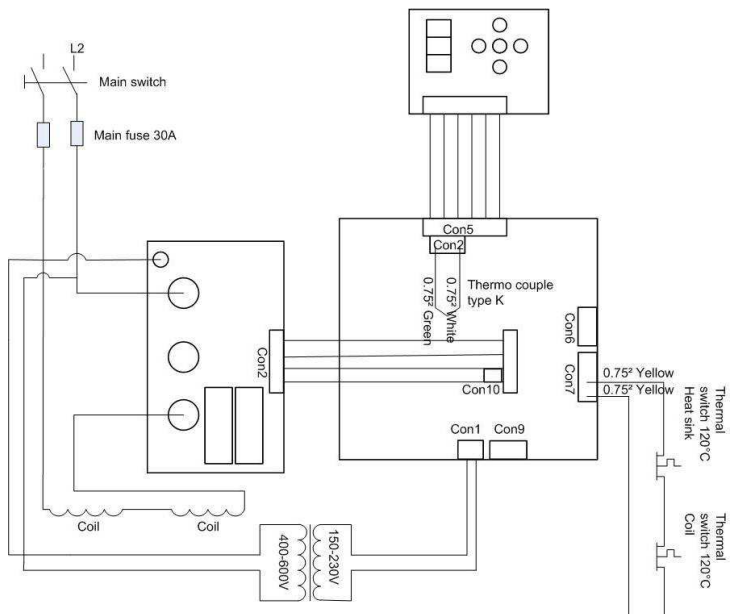 L2
Main switch
Main fuse 30A
Con5
Con2
0.75² Green
0.75² White
Thermo couple
type K
Con2
Con10
Con6
Con7
0.75² Yellow
0.75² Yellow
Thermal
switch 120°C
Heat sink
Con1
Con9
Coil
Coil
400-600V
150-230V
Thermal
switch 120°C
Coil